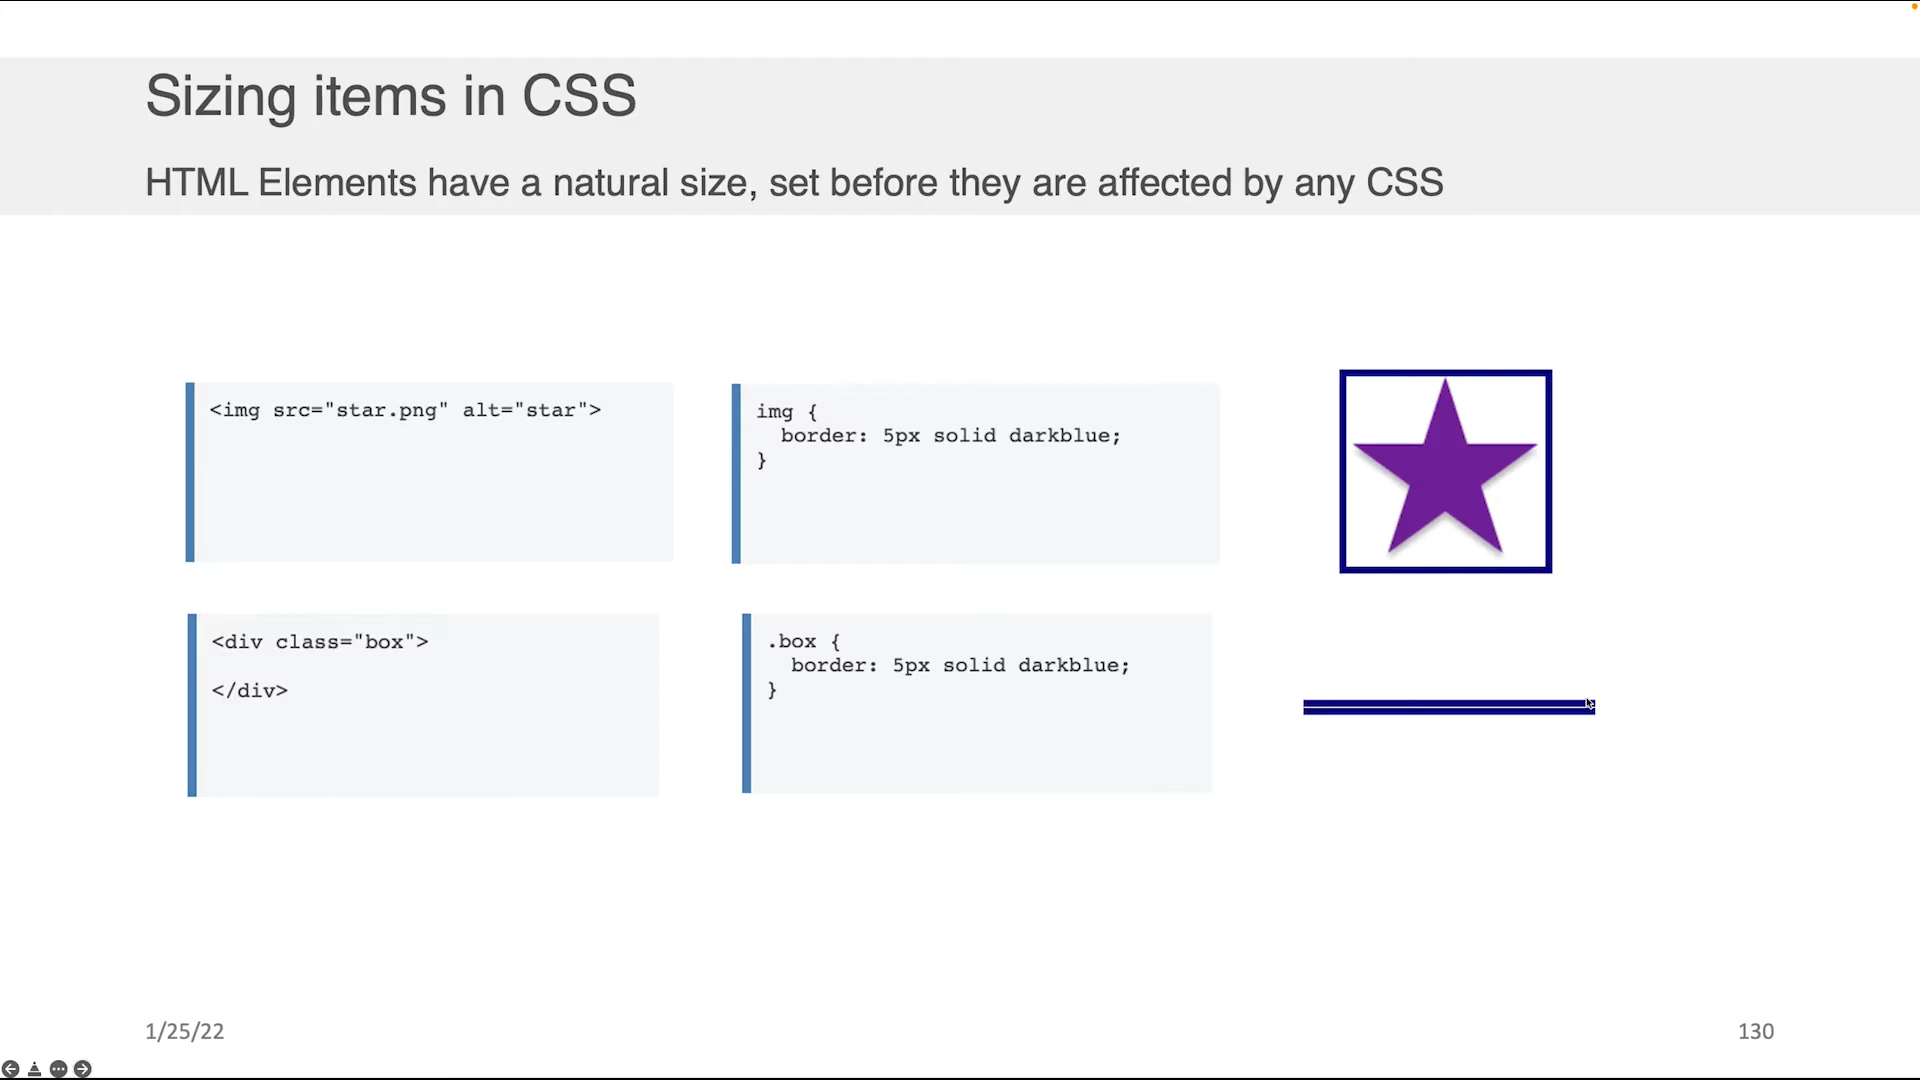 Sizing items in CSS
HTML Elements have a natural size, set before they are affected by any CSS
<img src="star.png" alt="star">
img {
  border: 5px solid darkblue;
}
<div class="box">
</div>
.box {
  border: 5px solid darkblue;
}
1/25/22
130